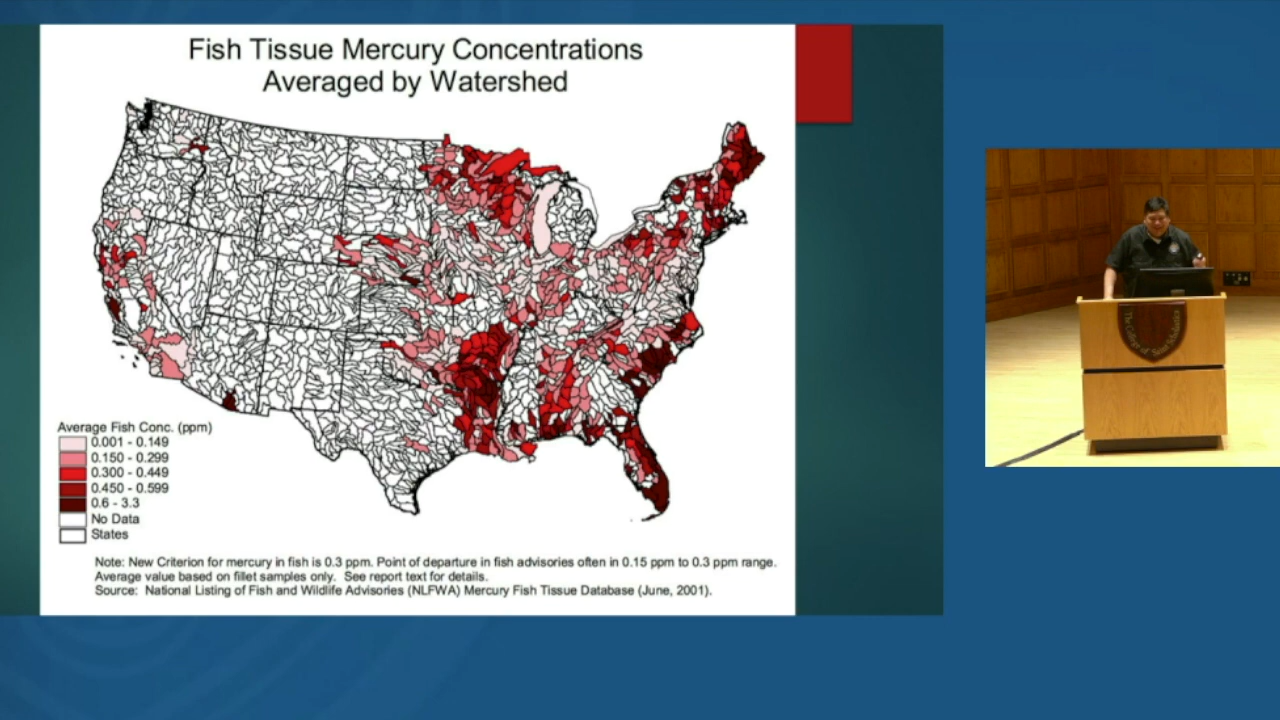 Fish Tissue Mercury Concentrations
Averaged by Watershed
Average Fish Conc. (ppm)
0.001 - 0.149
0.150 - 0.299
0.300 - 0.449
0.450 - 0.599
0.6 - 3.3
No Data
States
Note: New Criterion for mercury in fish is 0.3 ppm. Point of departure in fish advisories often in 0.15 ppm to 0.3 ppm range.
Average value based on fillet samples only. See report text for details.
Source: National Listing of Fish and Wildlife Advisories (NLFWA) Mercury Fish Tissue Database (June, 2001).
The College of